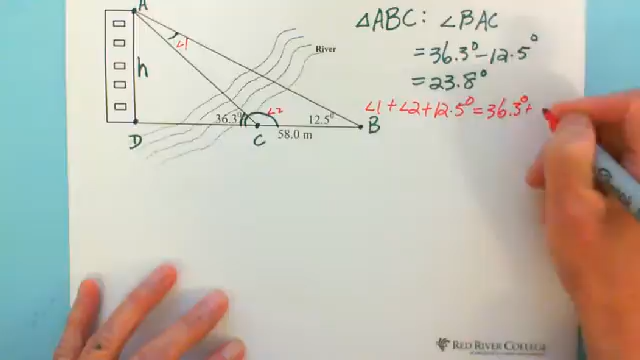 A
∠1
h
River
36.3°
∠2
12.5°
D
C
58.0 m
B
△ABC: ∠BAC
= 36.3° - 12.5°
= 23.8°
∠1 + ∠2 + 12.5° = 36.3° +
RED RIVER COLLEGE